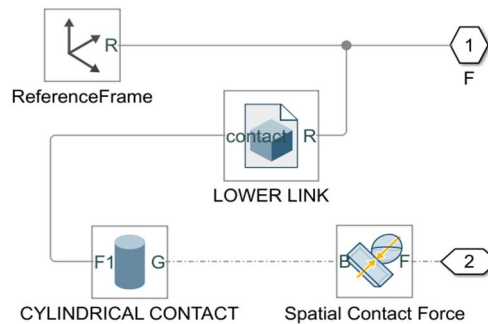 R
1
ReferenceFrame
F
contact R
LOWER LINK
F1 G
B F
2
CYLINDRICAL CONTACT
Spatial Contact Force